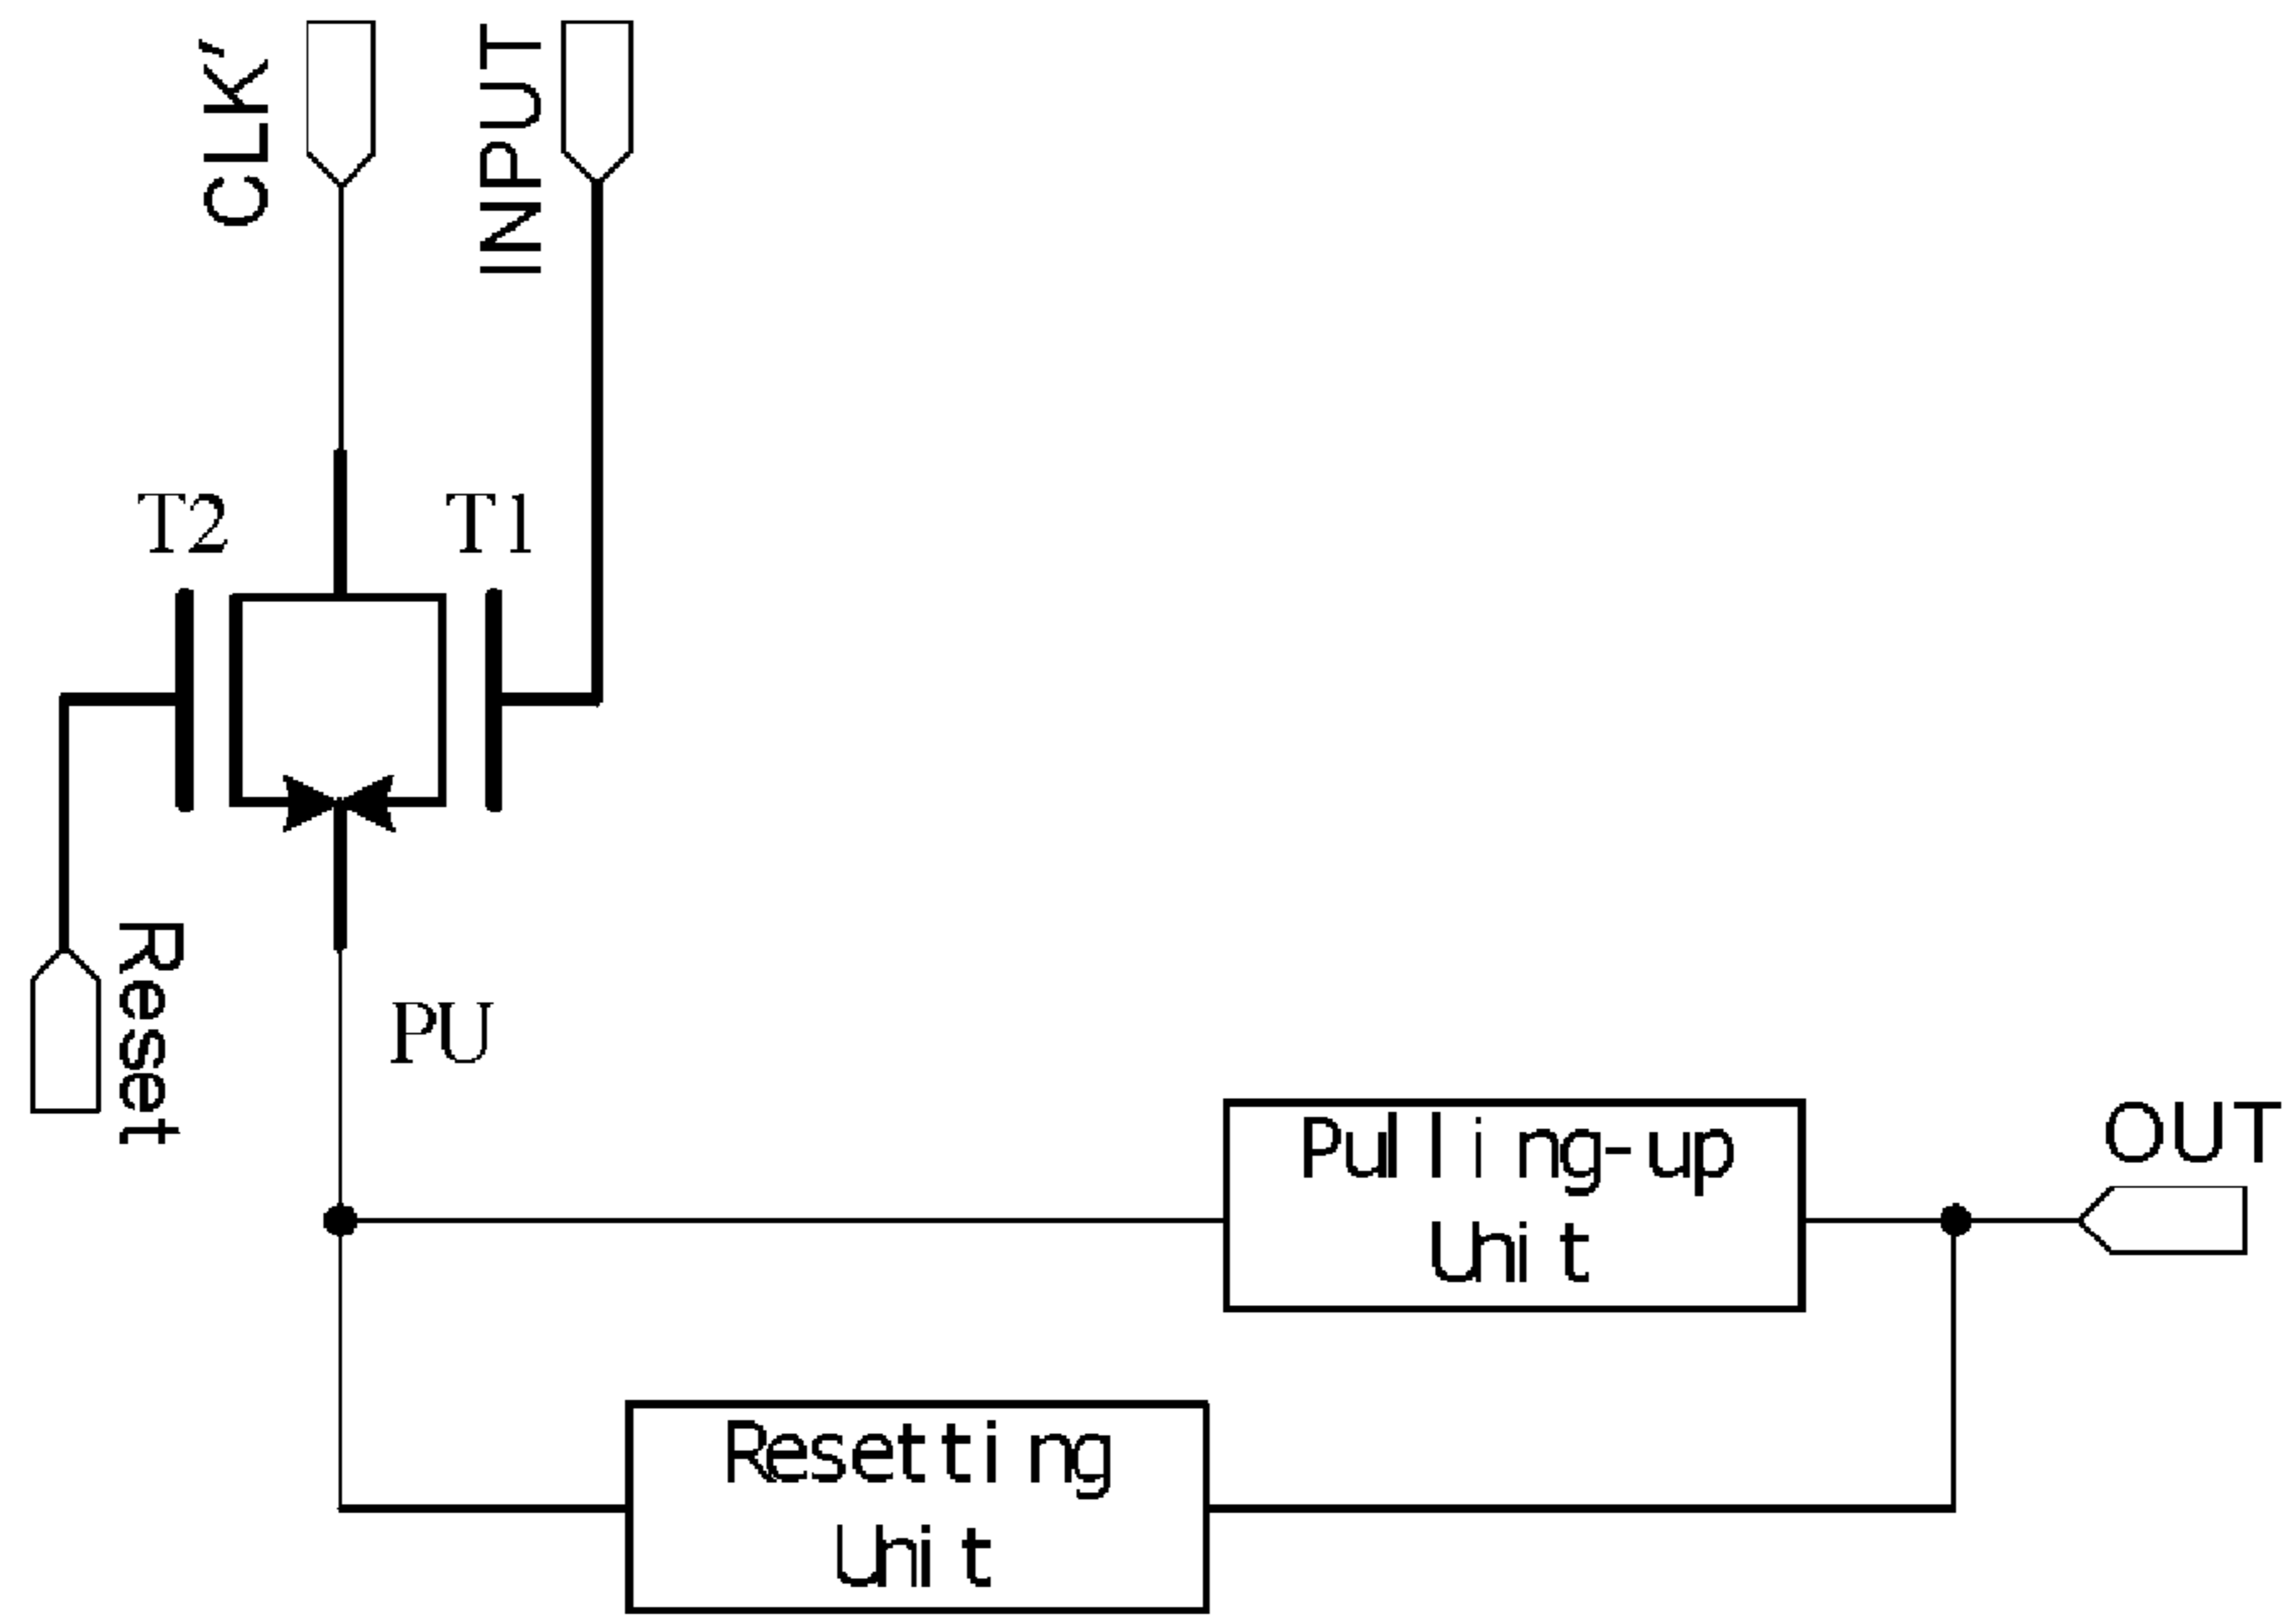 CLK′
INPUT
T2
T1
Reset
PU
Pulling-up
Unit
OUT
Resetting
Unit